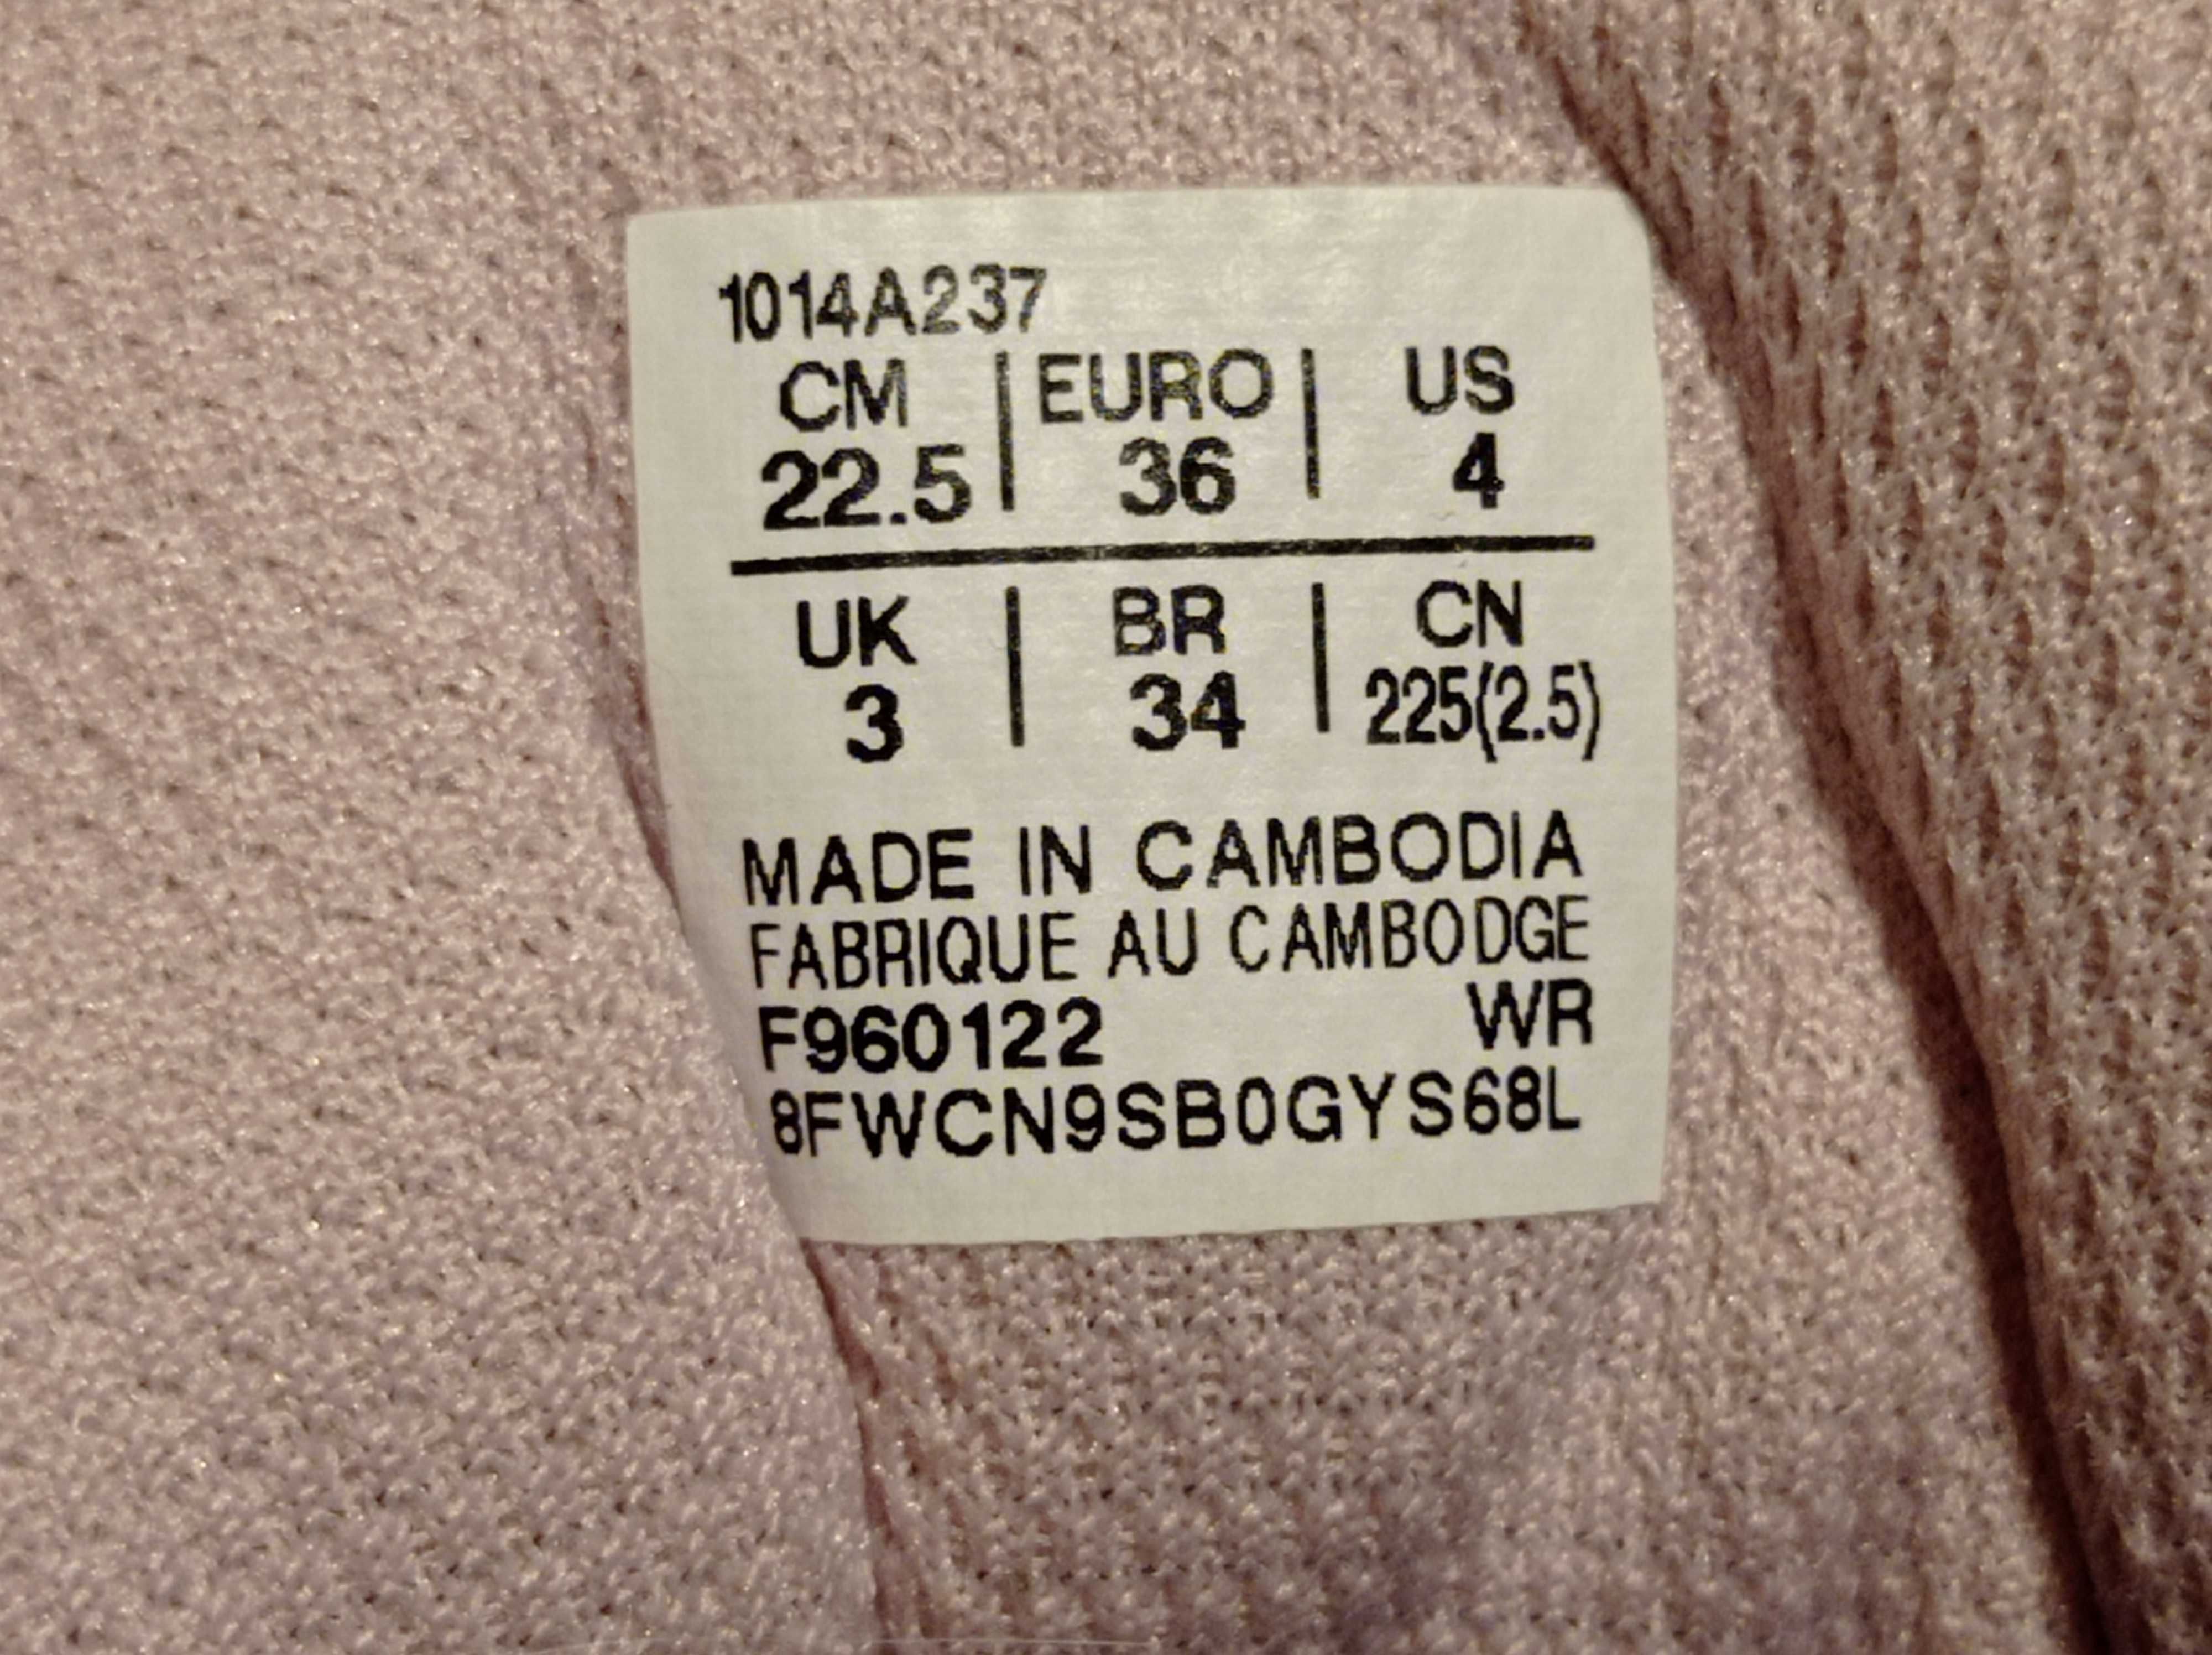 1014A237
CM | EURO | US
22.5 | 36 | 4
UK | BR | CN
3 | 34 | 225(2.5)
MADE IN CAMBODIA
FABRIQUE AU CAMBODGE
F960122 WR
8FWCN9SB0GYS68L